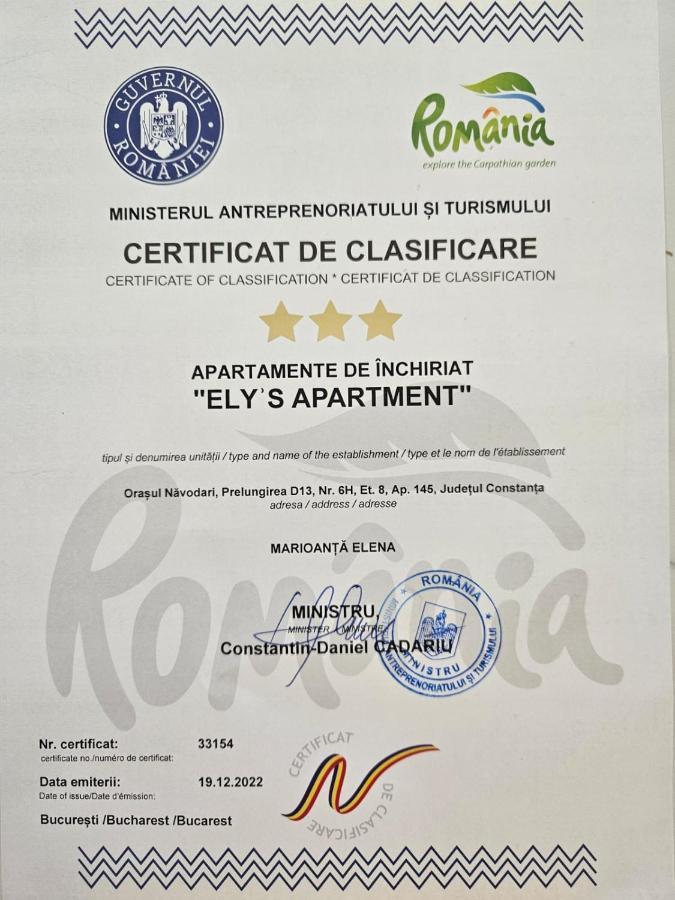 GUVERNUL ROMÂNIEI
România
explore the Carpathian garden
MINISTERUL ANTREPRENORIATULUI ȘI TURISMULUI
CERTIFICAT DE CLASIFICARE
CERTIFICATE OF CLASSIFICATION * CERTIFICAT DE CLASSIFICATION
APARTAMENTE DE ÎNCHIRIAT
"ELY`S APARTMENT"
tipul și denumirea unității / type and name of the establishment / type et le nom de l'établissement
Orașul Năvodari, Prelungirea D13, Nr. 6H, Et. 8, Ap. 145, Județul Constanța
adresa / address / adresse
România
MARIOANȚĂ ELENA
MINISTRU,
MINISTER / MINISTRE
Constantin-Daniel CADARIU
ROMÂNIA
MINISTRU
ANTREPRENORIATULUI ȘI TURISMULUI
Nr. certificat: 33154
certificate no./numéro de certificat:
Data emiterii: 19.12.2022
Date of issue/Date d'émission:
București /Bucharest /Bucarest
CERTIFICAT
DE CLASIFICARE